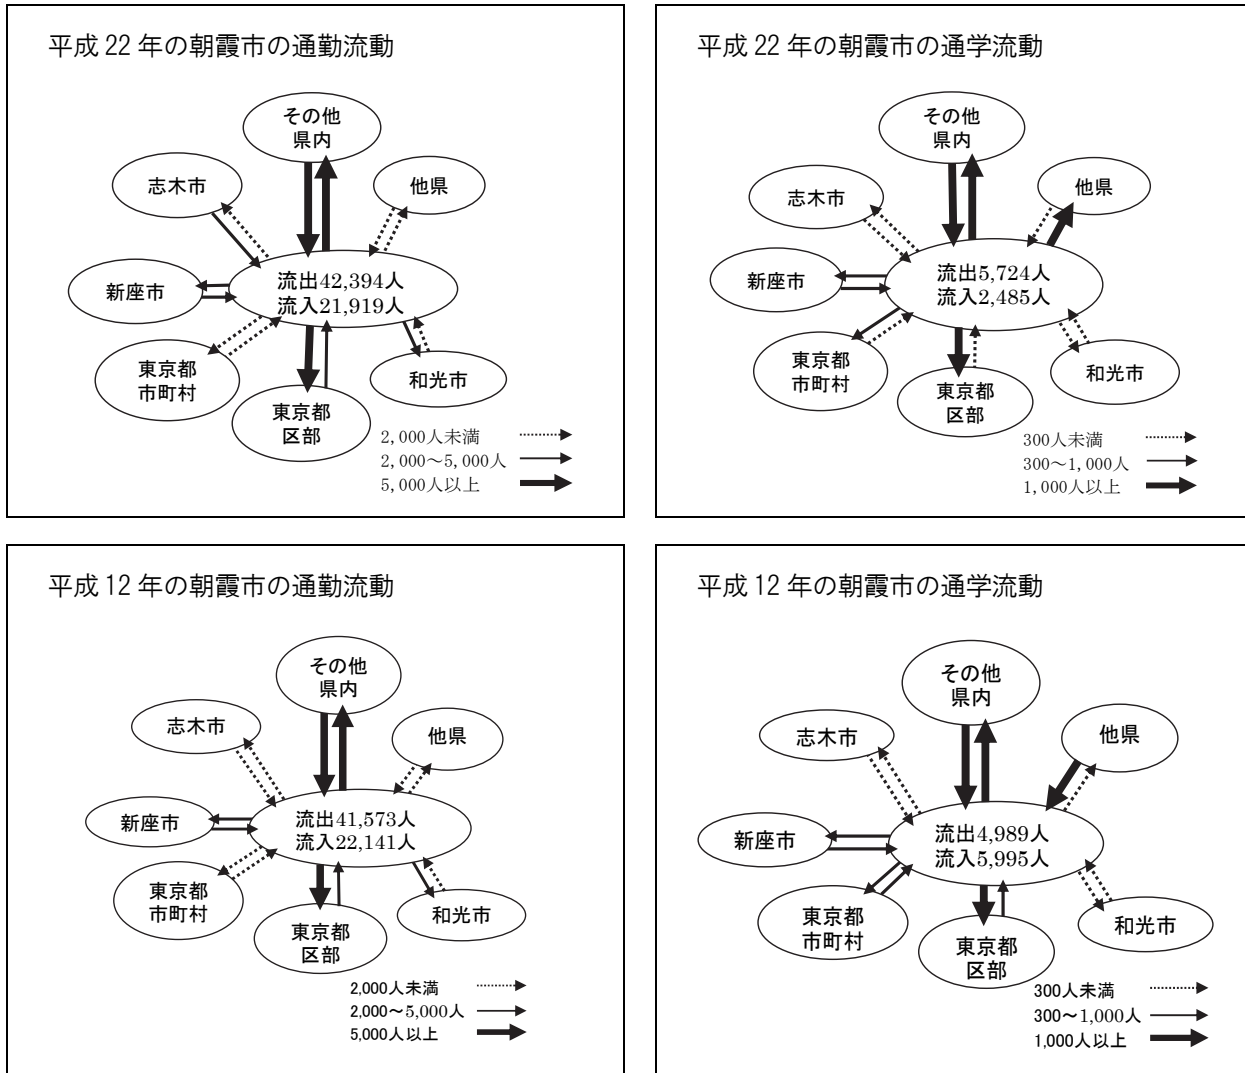 平成 22 年の朝霞市の通勤流動
その他
県内
志木市
他県
新座市
流出42,394人
流入21,919人
東京都
市町村
東京都
区部
和光市
2,000人未満
2,000～5,000人
5,000人以上
平成 22 年の朝霞市の通学流動
その他
県内
志木市
他県
新座市
流出5,724人
流入2,485人
東京都
市町村
東京都
区部
和光市
300人未満
300～1,000人
1,000人以上
平成 12 年の朝霞市の通勤流動
その他
県内
志木市
他県
新座市
流出41,573人
流入22,141人
東京都
市町村
東京都
区部
和光市
2,000人未満
2,000～5,000人
5,000人以上
平成 12 年の朝霞市の通学流動
その他
県内
志木市
他県
新座市
流出4,989人
流入5,995人
東京都
市町村
東京都
区部
和光市
300人未満
300～1,000人
1,000人以上